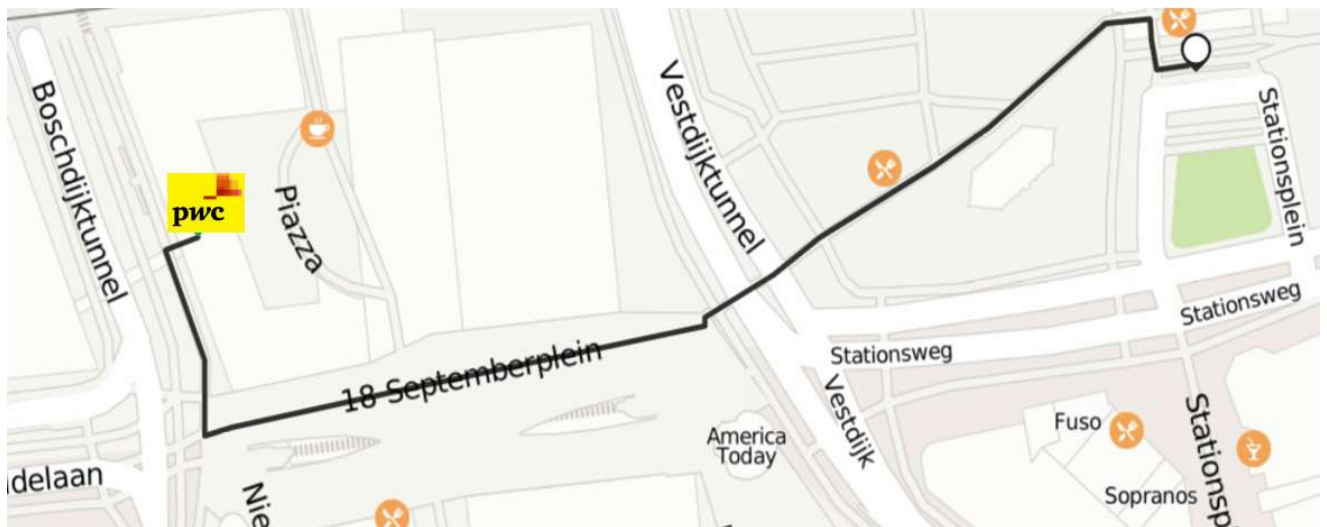 Boschdijktunnel
pwc
Piazza
Vestdijktunnel
Stationsplein
18 Septemberplein
Stationsweg
Stationsweg
Vestdijk
America
Today
Fuso
Sopranos
Stationsp
delaan
Nie